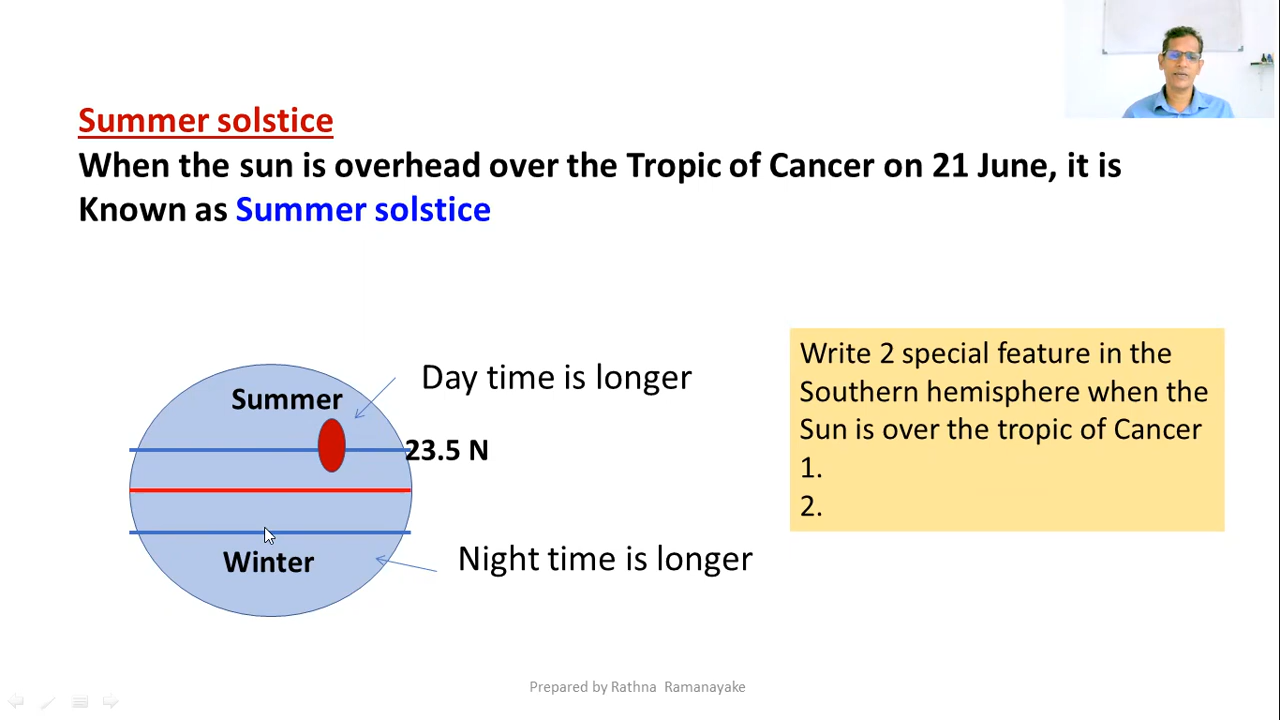 Summer solstice
When the sun is overhead over the Tropic of Cancer on 21 June, it is
Known as Summer solstice
Summer
Day time is longer
23.5 N
Winter
Night time is longer
Write 2 special feature in the
Southern hemisphere when the
Sun is over the tropic of Cancer
1.
2.
Prepared by Rathna  Ramanayake